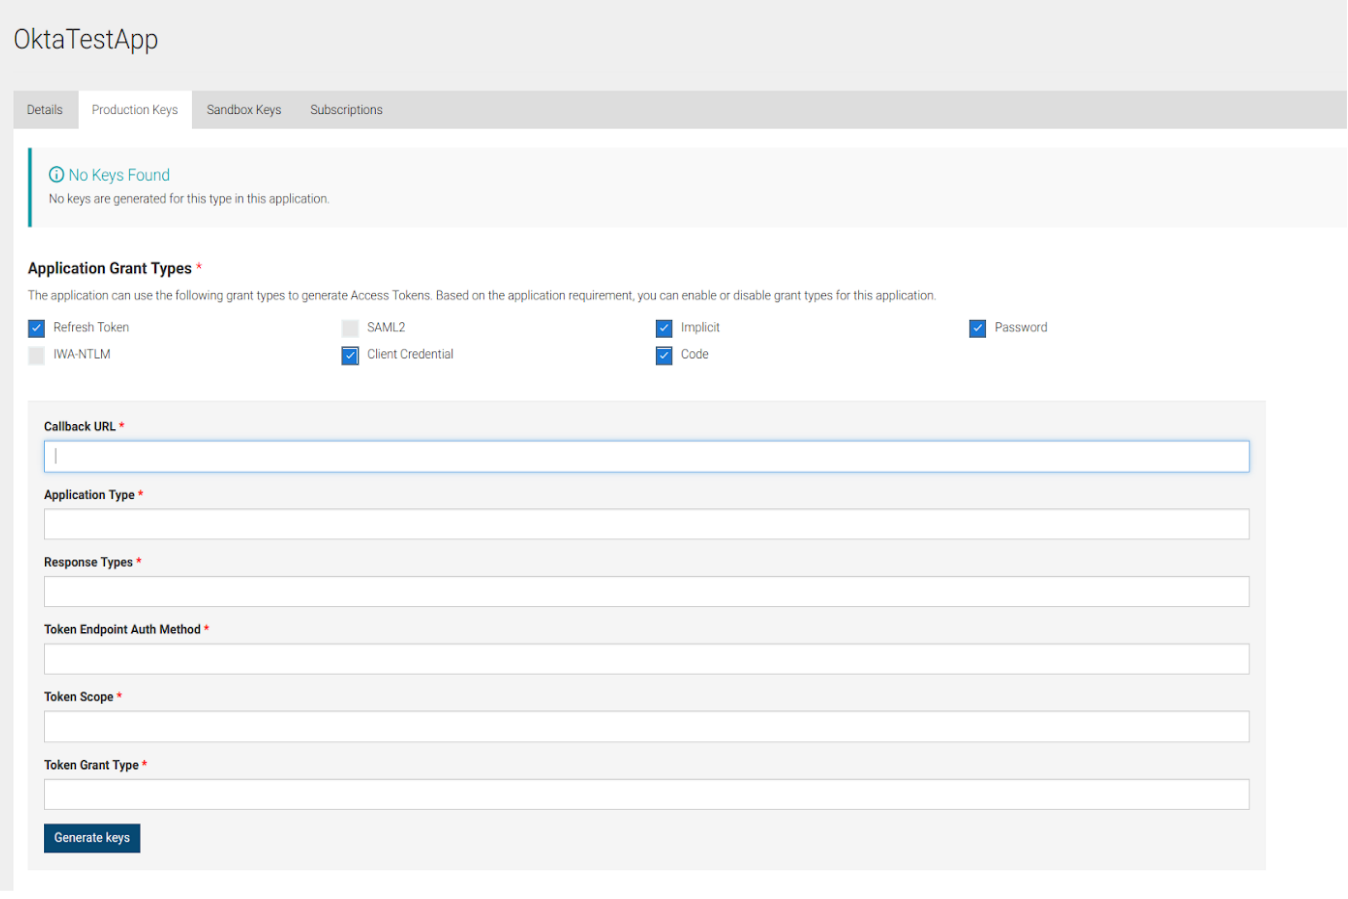 OktaTestApp
Details Production Keys Sandbox Keys Subscriptions
No Keys Found
No keys are generated for this type in this application.
Application Grant Types *
The application can use the following grant types to generate Access Tokens. Based on the application requirement, you can enable or disable grant types for this application.
Refresh Token SAML2 Implicit Password
IWA-NTLM Client Credential Code
Callback URL *
Application Type *
Response Types *
Token Endpoint Auth Method *
Token Scope *
Token Grant Type *
Generate keys